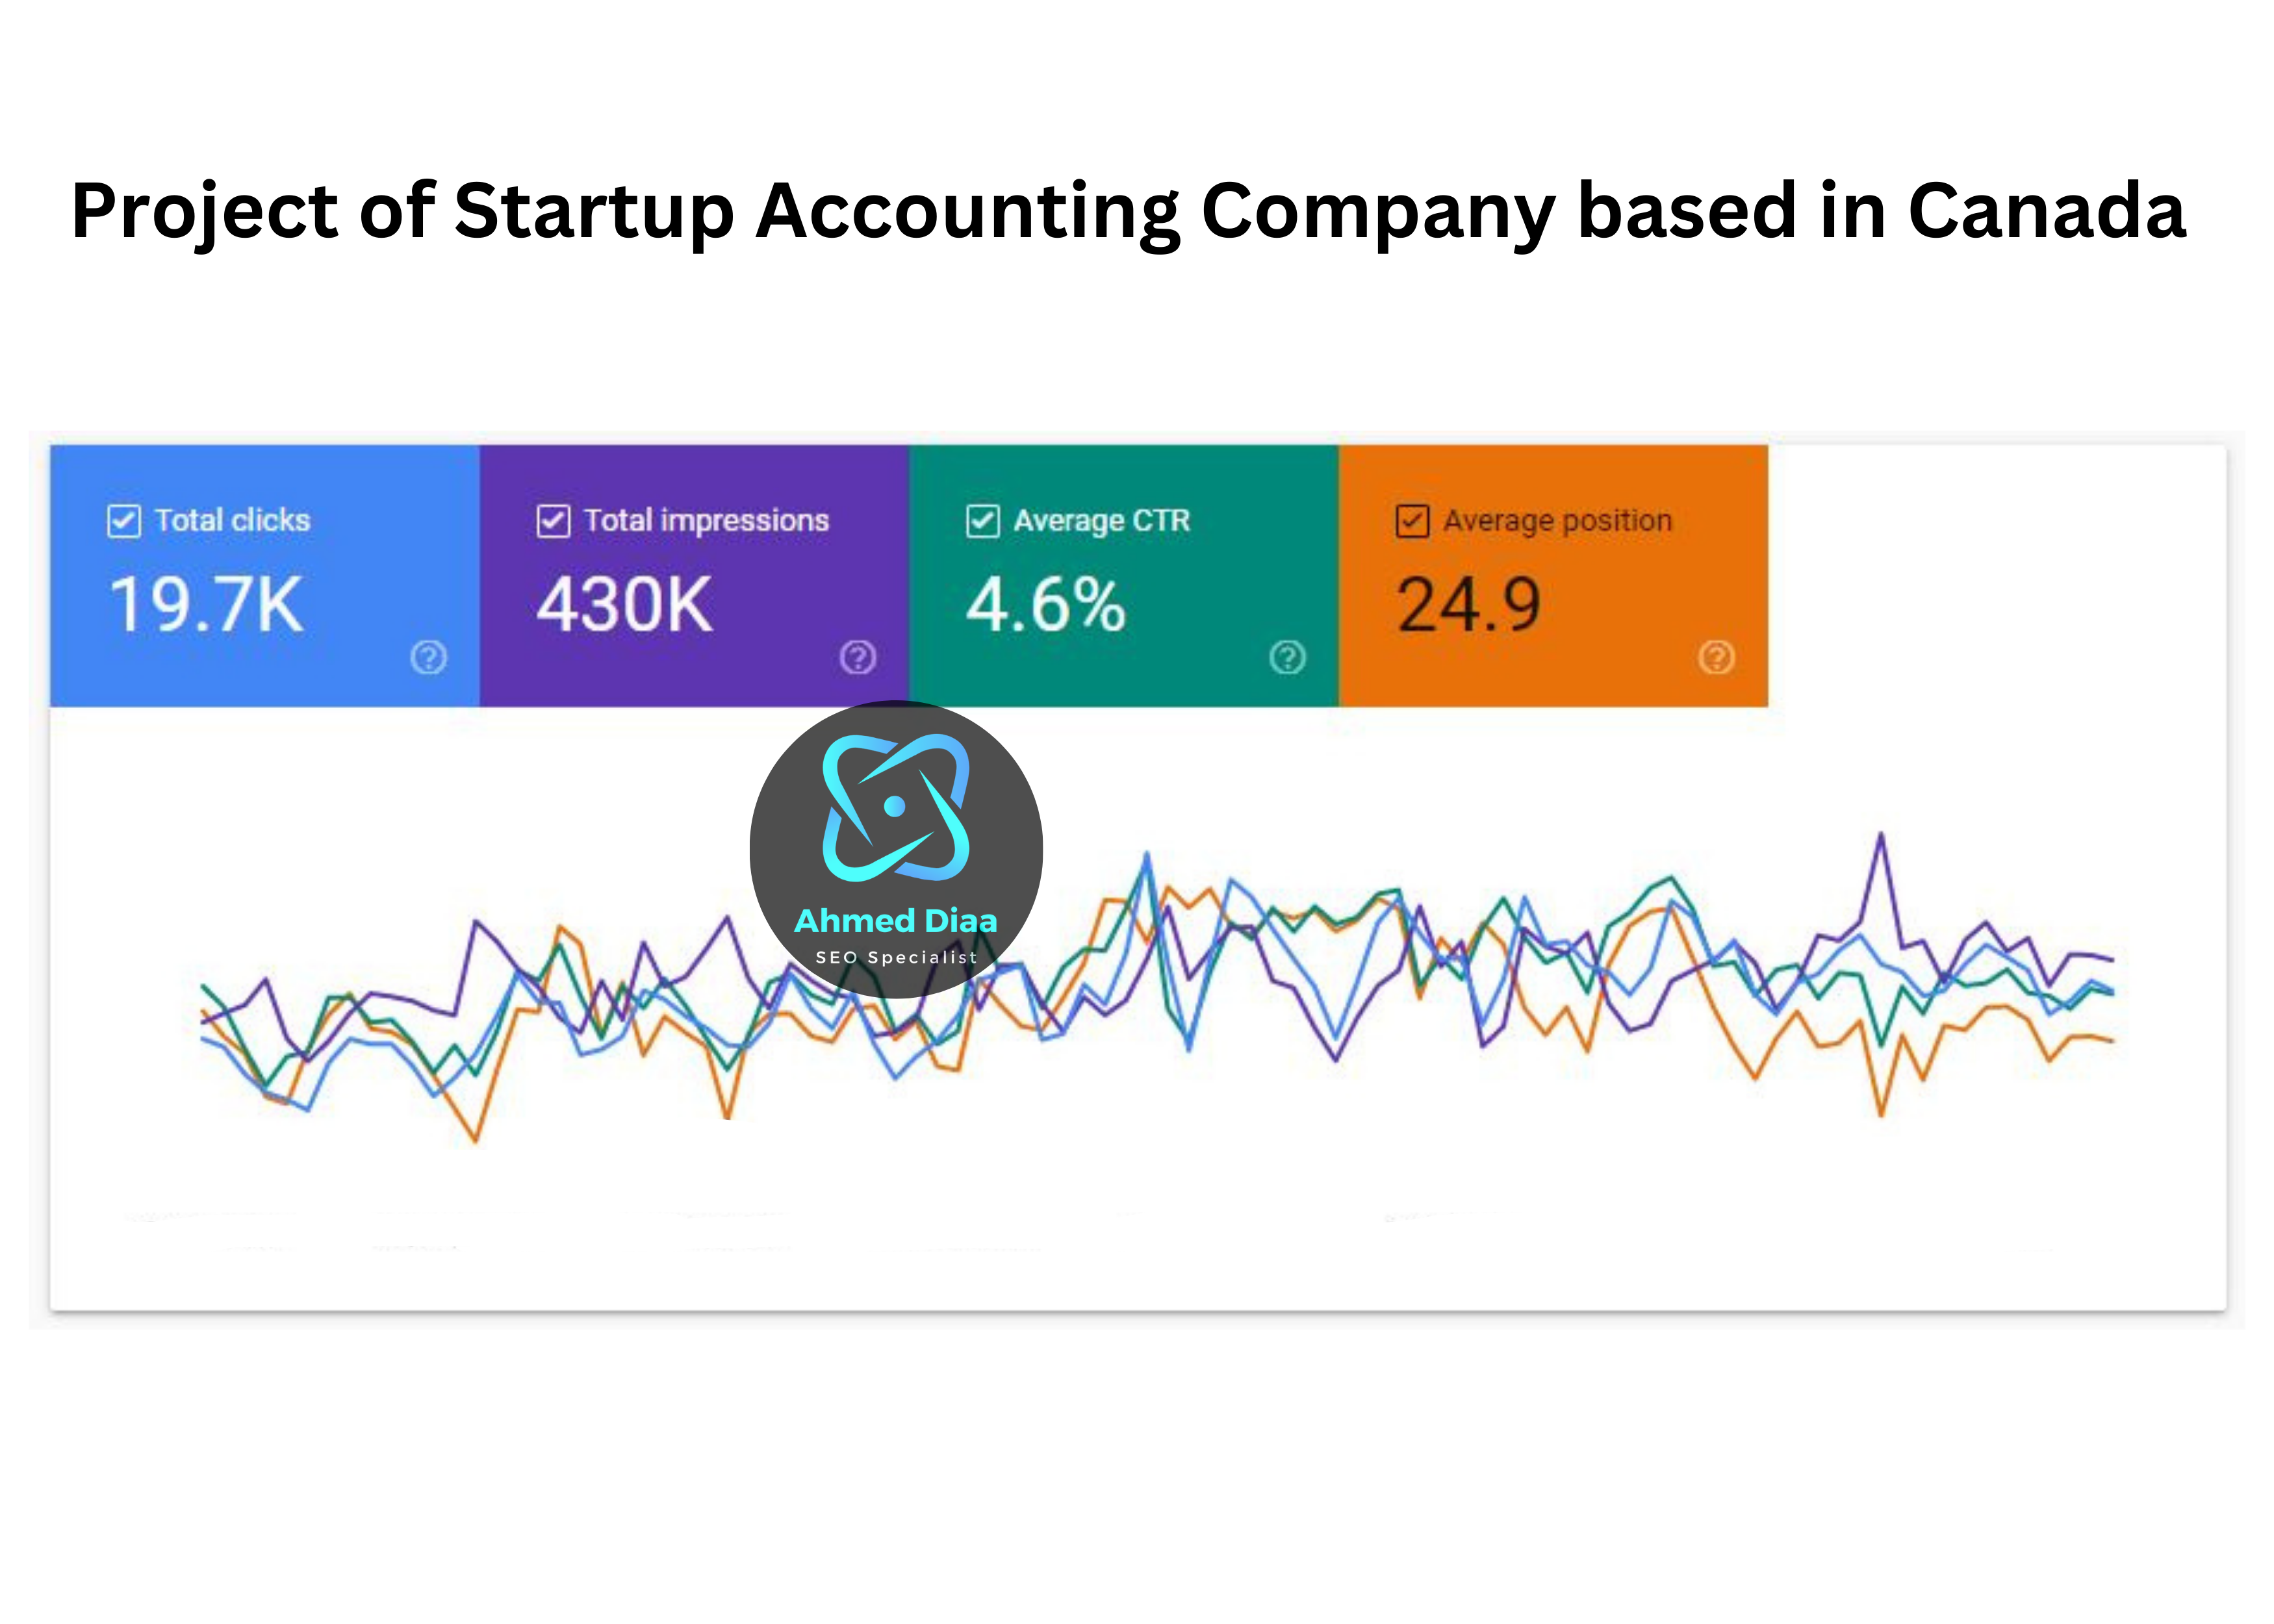 Project of Startup Accounting Company based in Canada
Total clicks
19.7K
Total impressions
430K
Average CTR
4.6%
Average position
24.9
Ahmed Diaa
SEO Specialist